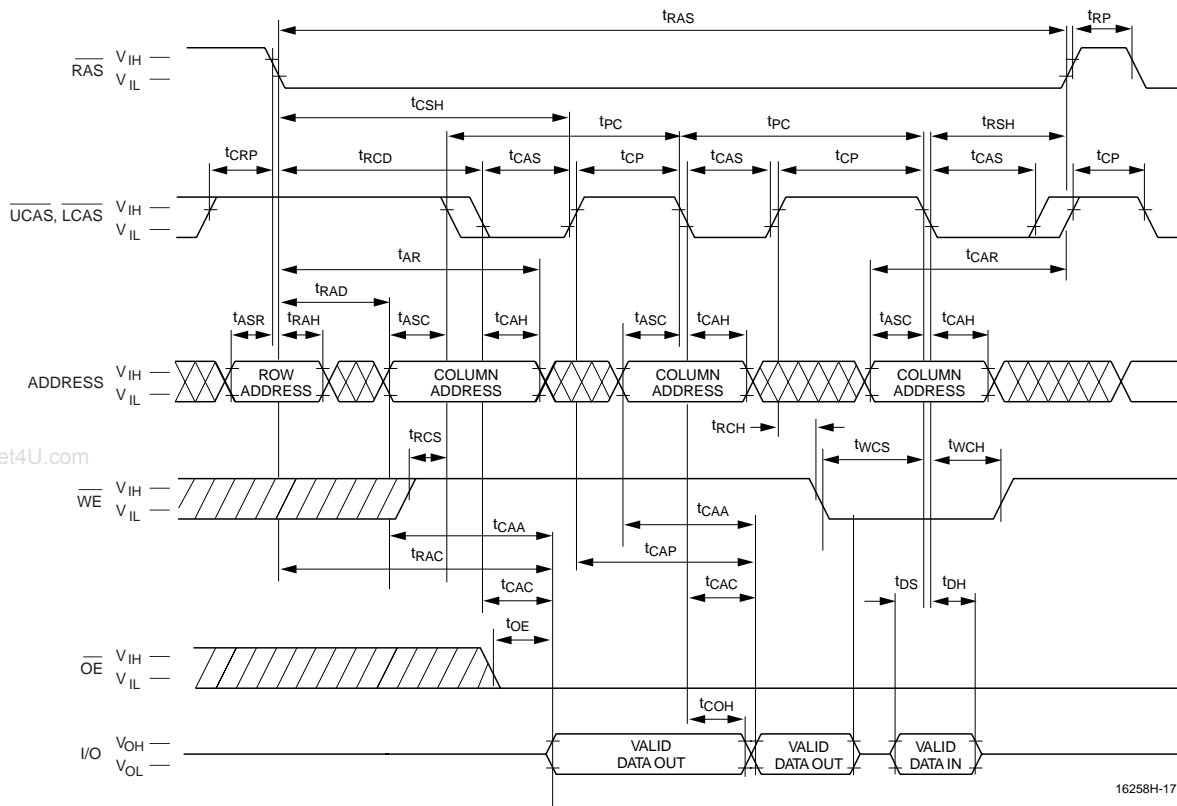 tRAS
tRP
RAS
VIH
VIL
tCSH
tPC
tPC
tRSH
tCRP
tRCD
tCAS
tCP
tCAS
tCP
tCAS
tCP
UCAS, LCAS
VIH
VIL
tAR
tCAR
tRAD
tASR
tRAH
tASC
tCAH
tASC
tCAH
tASC
tCAH
ADDRESS
VIH
VIL
ROW
ADDRESS
COLUMN
ADDRESS
COLUMN
ADDRESS
COLUMN
ADDRESS
tRCS
tRCH
tWCS
tWCH
et4U.com
WE
VIH
VIL
tCAA
tCAA
tRAC
tCAP
tCAC
tCAC
tDS
tDH
tOE
OE
VIH
VIL
tCOH
I/O
VOH
VOL
VALID
DATA OUT
VALID
DATA OUT
VALID
DATA IN
16258H-17